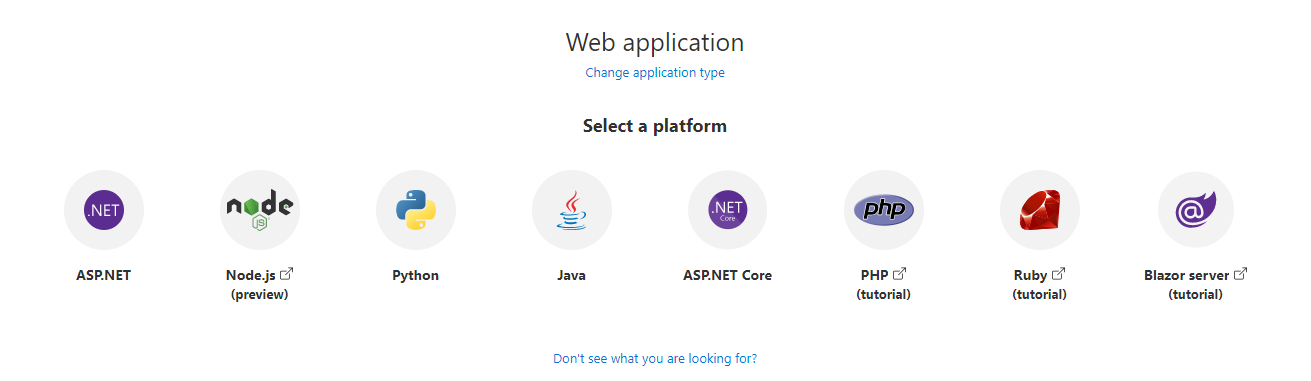 Web application
Change application type
Select a platform
.NET
node
JS
.NET
Core
php
@
ASP.NET
Node.js
(preview)
Python
Java
ASP.NET Core
PHP
(tutorial)
Ruby
(tutorial)
Blazor server
(tutorial)
Don't see what you are looking for?